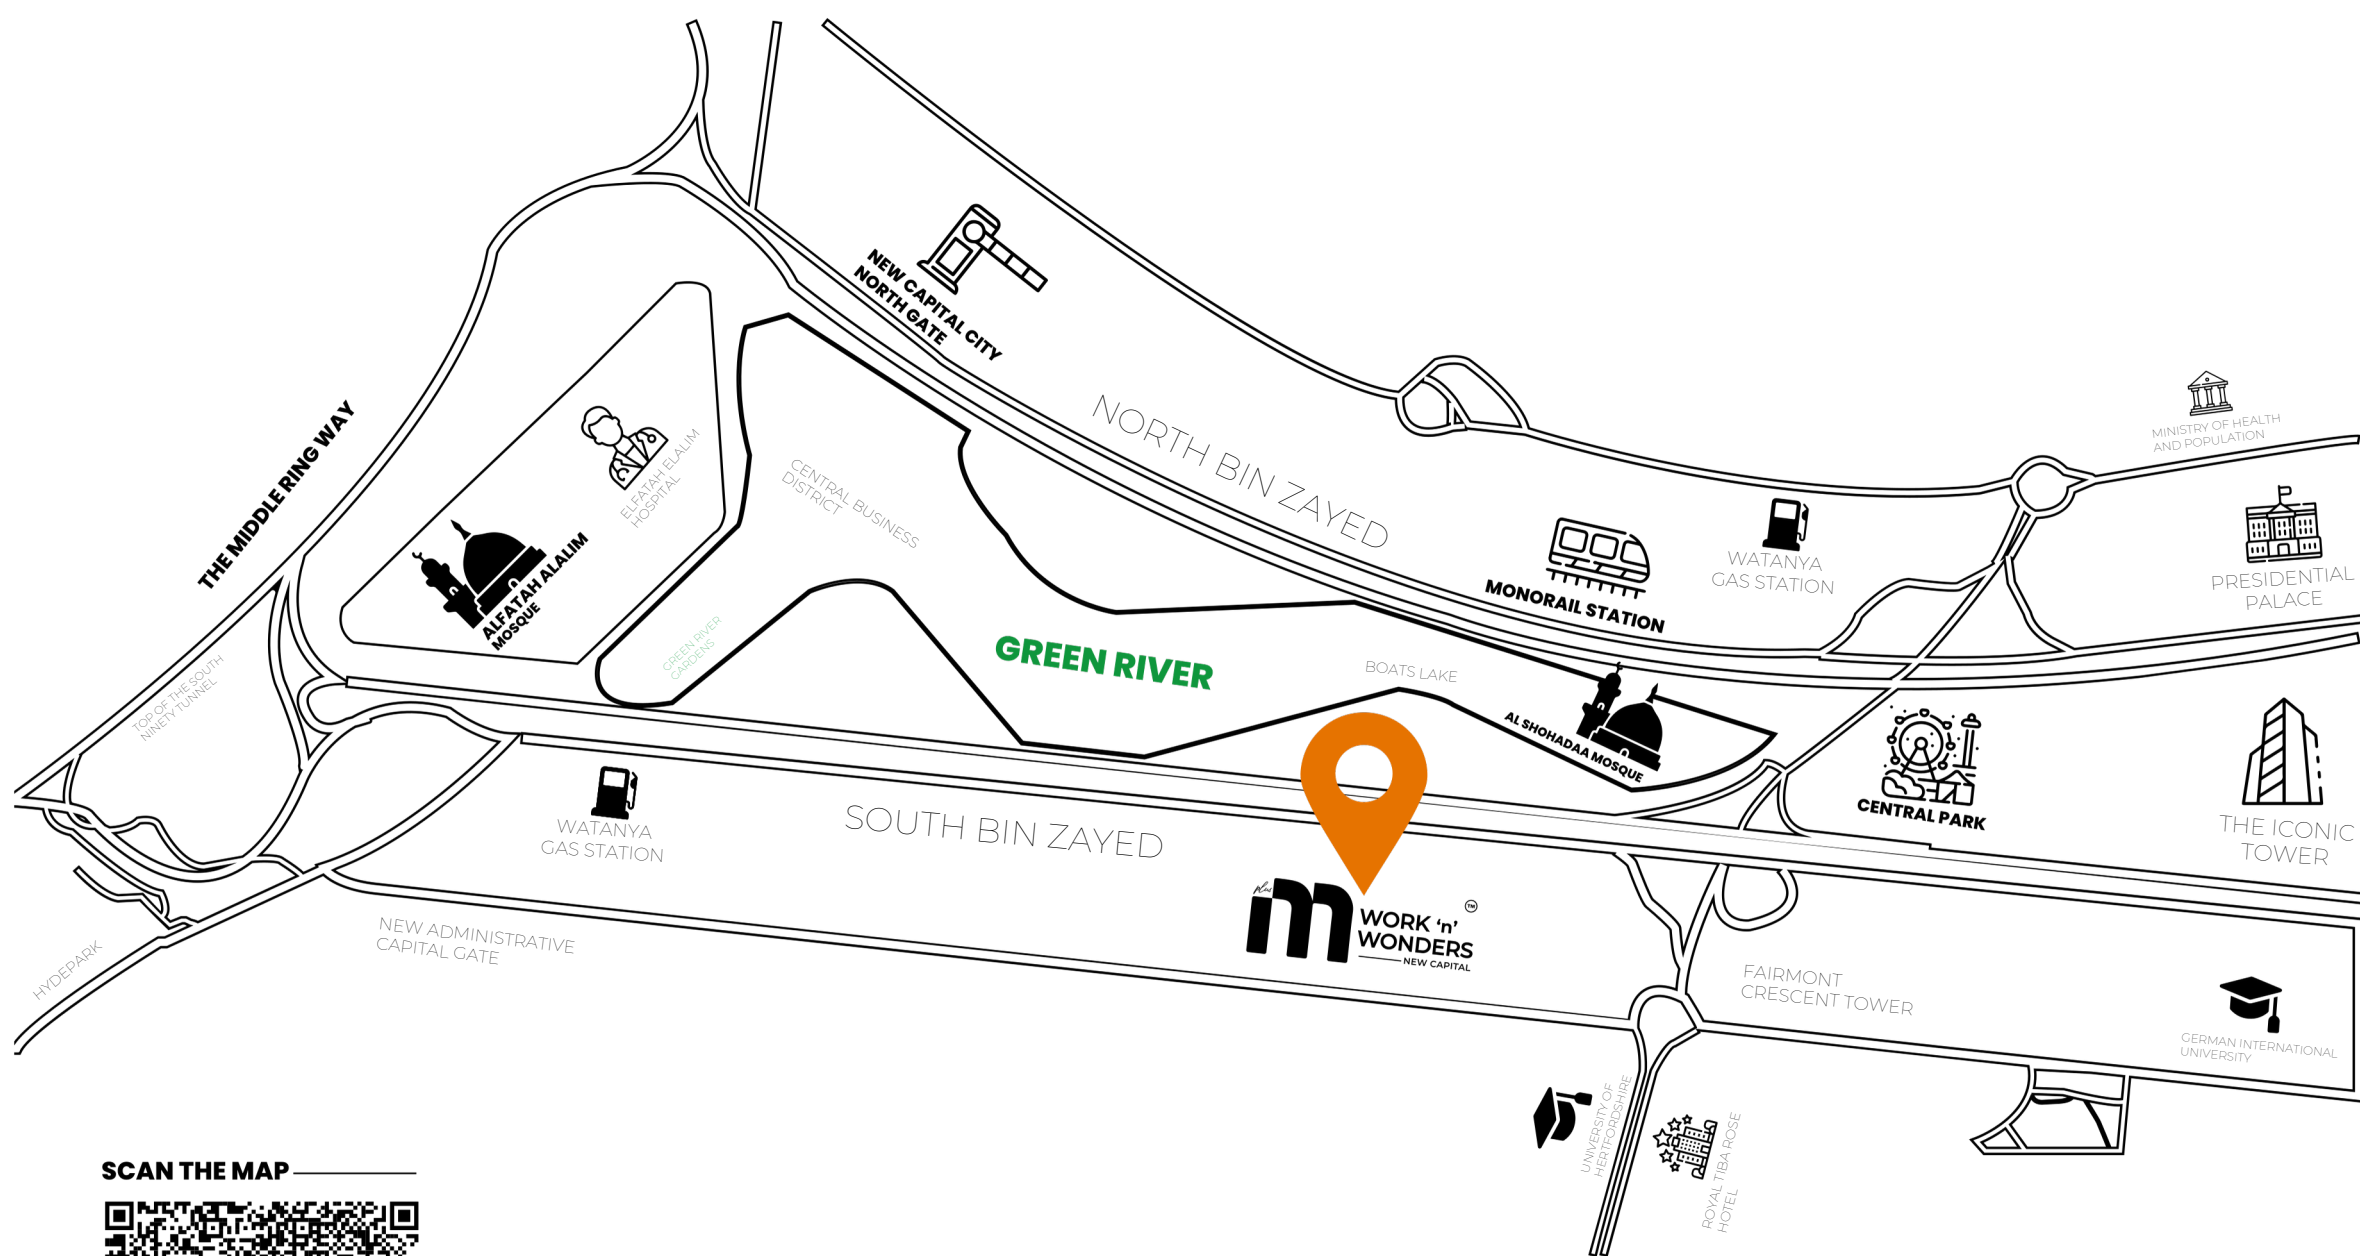 NEW CAPITAL CITY
NORTH GATE
NORTH BIN ZAYED
MINISTRY OF HEALTH
AND POPULATION
THE MIDDLE RING WAY
ELFATAH ELALIM
HOSPITAL
CENTRAL BUSINESS
DISTRICT
ALFATAH ALALIM
MOSQUE
MONORAIL STATION
WATANYA
GAS STATION
PRESIDENTIAL
PALACE
TOP OF THE SOUTH
NINETY TUNNEL
GREEN RIVER
GARDENS
GREEN RIVER
BOATS LAKE
AL SHOHADAA MOSQUE
CENTRAL PARK
THE ICONIC
TOWER
WATANYA
GAS STATION
SOUTH BIN ZAYED
plus
m
WORK ‘n’
WONDERS
TM
NEW CAPITAL
HYDEPARK
NEW ADMINISTRATIVE
CAPITAL GATE
FAIRMONT
CRESCENT TOWER
GERMAN INTERNATIONAL
UNIVERSITY
UNIVERSITY OF
HERTFORDSHIRE
ROYAL TIBA ROSE
HOTEL
SCAN THE MAP